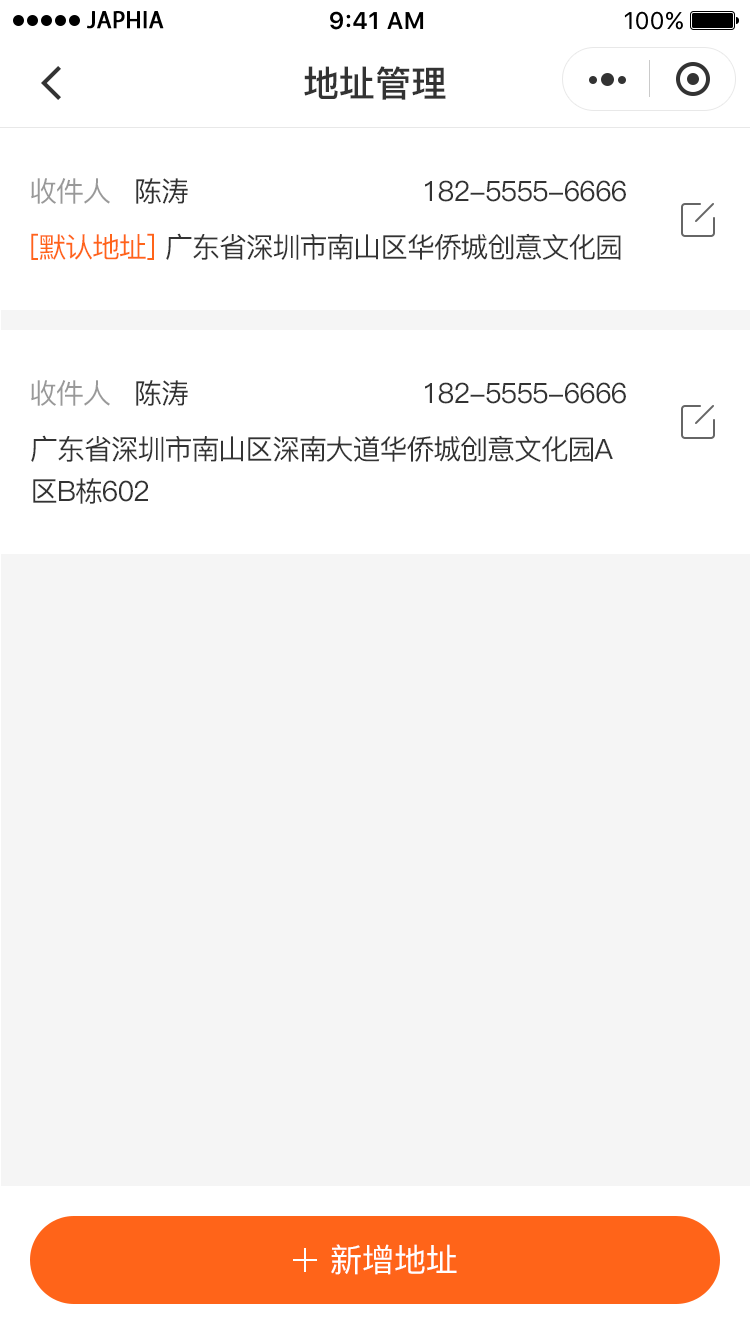 JAPHIA 9:41 AM 100%
地址管理
收件人 陈涛 182-5555-6666
[默认地址] 广东省深圳市南山区华侨城创意文化园
收件人 陈涛 182-5555-6666
广东省深圳市南山区深南大道华侨城创意文化园A
区B栋602
+ 新增地址